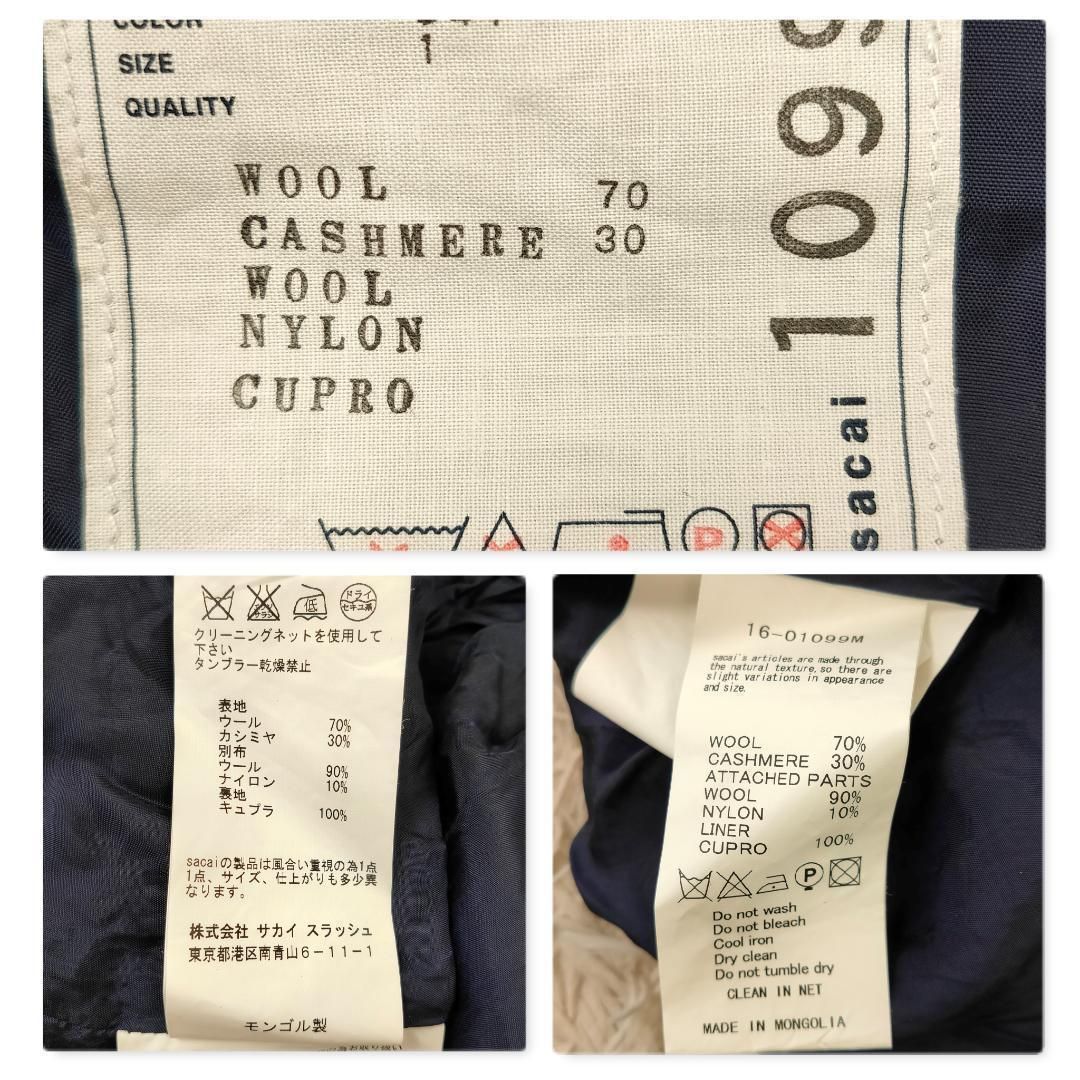 COLOR
SIZE 1
QUALITY
WOOL 70
CASHMERE 30
WOOL
NYLON
CUPRO
1099
sacai
P
サラシ
低
ドライ
セキユ系
クリーニングネットを使用して
下さい
タンブラー乾燥禁止
表地
ウール 70%
カシミヤ 30%
別布
ウール 90%
ナイロン 10%
裏地
キュプラ 100%
sacaiの製品は風合い重視の為1点
1点、サイズ、仕上がりも多少異
なります。
株式会社 サカイ スラッシュ
東京都港区南青山6-11-1
モンゴル製
16-01099M
sacai's articles are made through
the natural texture,so there are
slight variations in appearance
and size.
WOOL 70%
CASHMERE 30%
ATTACHED PARTS
WOOL 90%
NYLON 10%
LINER
CUPRO 100%
P
Do not wash
Do not bleach
Cool iron
Dry clean
Do not tumble dry
CLEAN IN NET
MADE IN MONGOLIA